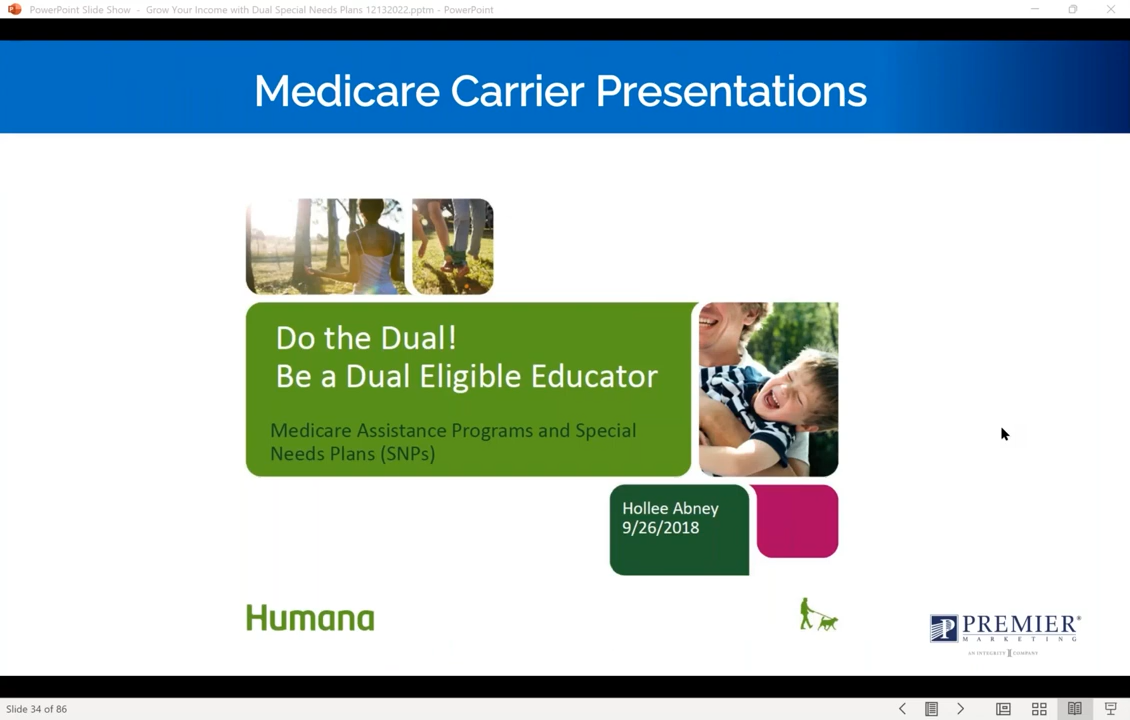 PowerPoint Slide Show - Grow Your Income with Dual Special Needs Plans 12132022.pptm - PowerPoint
Medicare Carrier Presentations
Do the Dual!
Be a Dual Eligible Educator
Medicare Assistance Programs and Special
Needs Plans (SNPs)
Hollee Abney
9/26/2018
Humana
PREMIER®
MARKETING
AN INTEGRITY COMPANY
Slide 34 of 86